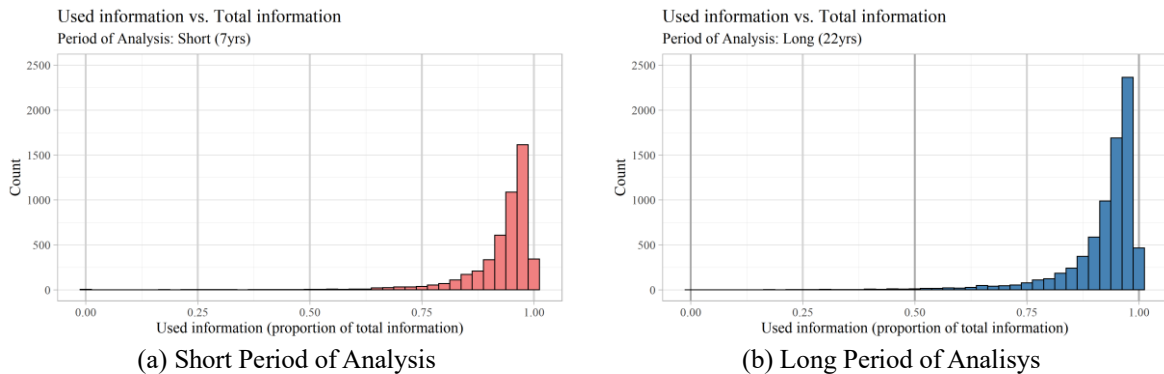 Used information vs. Total information
Period of Analysis: Short (7yrs)
2500
2000
1500
1000
500
0
Count
0.00 0.25 0.50 0.75 1.00
Used information (proportion of total information)
(a) Short Period of Analysis
Used information vs. Total information
Period of Analysis: Long (22yrs)
2500
2000
1500
1000
500
0
Count
0.00 0.25 0.50 0.75 1.00
Used information (proportion of total information)
(b) Long Period of Analisys